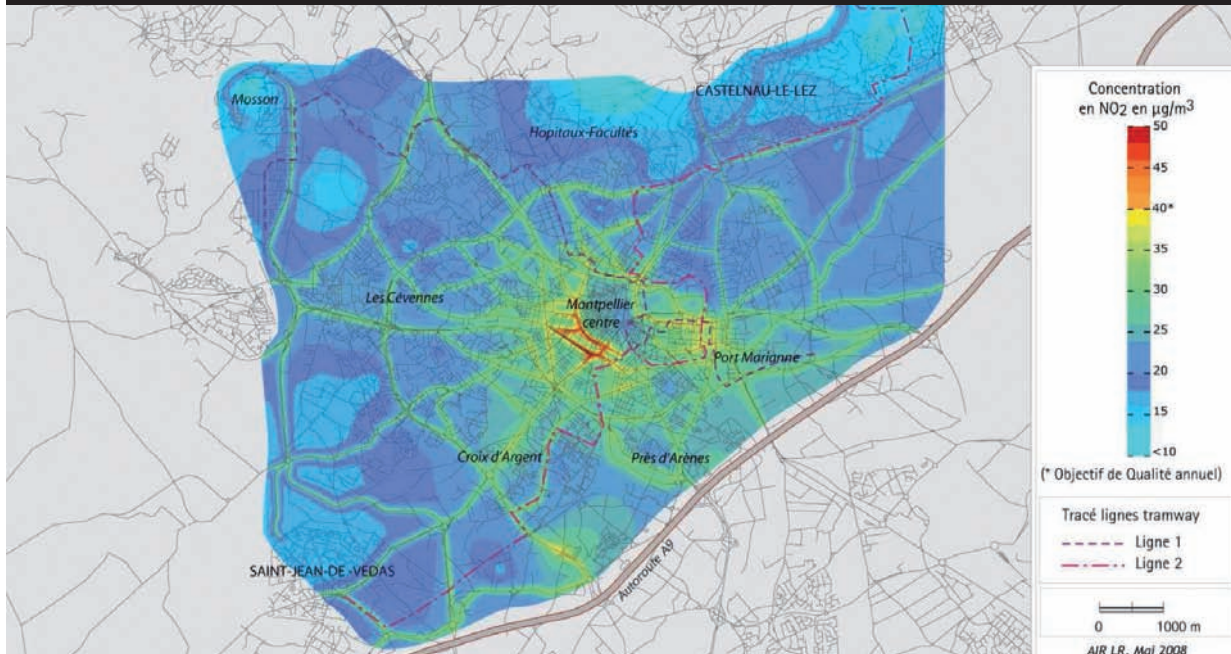 Mosson
CASTELNAU-LE-LEZ
Hopitaux-Facultés
Les Cévennes
Montpellier
centre
Port Marianne
Croix d'Argent
Près d'Arènes
SAINT-JEAN-DE-VEDAS
Autoroute A9
Concentration
en NO2 en µg/m3
50
45
40*
35
30
25
20
15
<10
(* Objectif de Qualité annuel)
Tracé lignes tramway
Ligne 1
Ligne 2
0 1000 m
AIR LR, Mai 2008